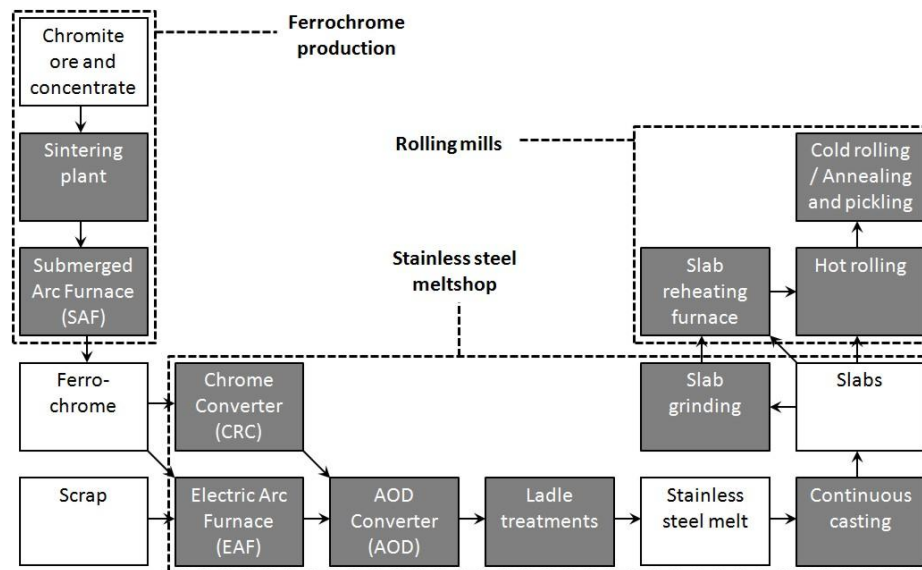 Chromite
ore and
concentrate
Ferrochrome
production
Sintering
plant
Rolling mills
Cold rolling
/ Annealing
and pickling
Submerged
Arc Furnace
(SAF)
Stainless steel
meltshop
Slab
reheating
furnace
Hot rolling
Ferro-
chrome
Chrome
Converter
(CRC)
Slab
grinding
Slabs
Scrap
Electric Arc
Furnace
(EAF)
AOD
Converter
(AOD)
Ladle
treatments
Stainless
steel melt
Continuous
casting